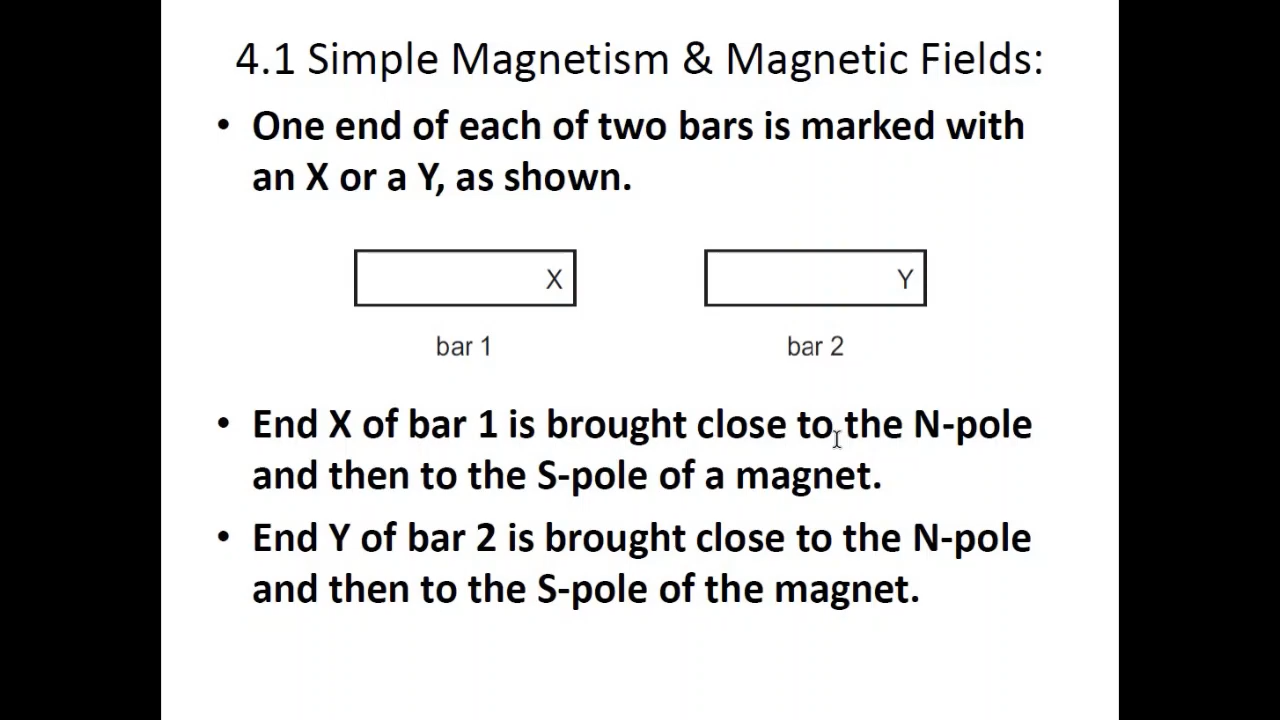 4.1 Simple Magnetism & Magnetic Fields:
• One end of each of two bars is marked with
an X or a Y, as shown.
X
Y
bar 1
bar 2
• End X of bar 1 is brought close to the N-pole
and then to the S-pole of a magnet.
• End Y of bar 2 is brought close to the N-pole
and then to the S-pole of the magnet.